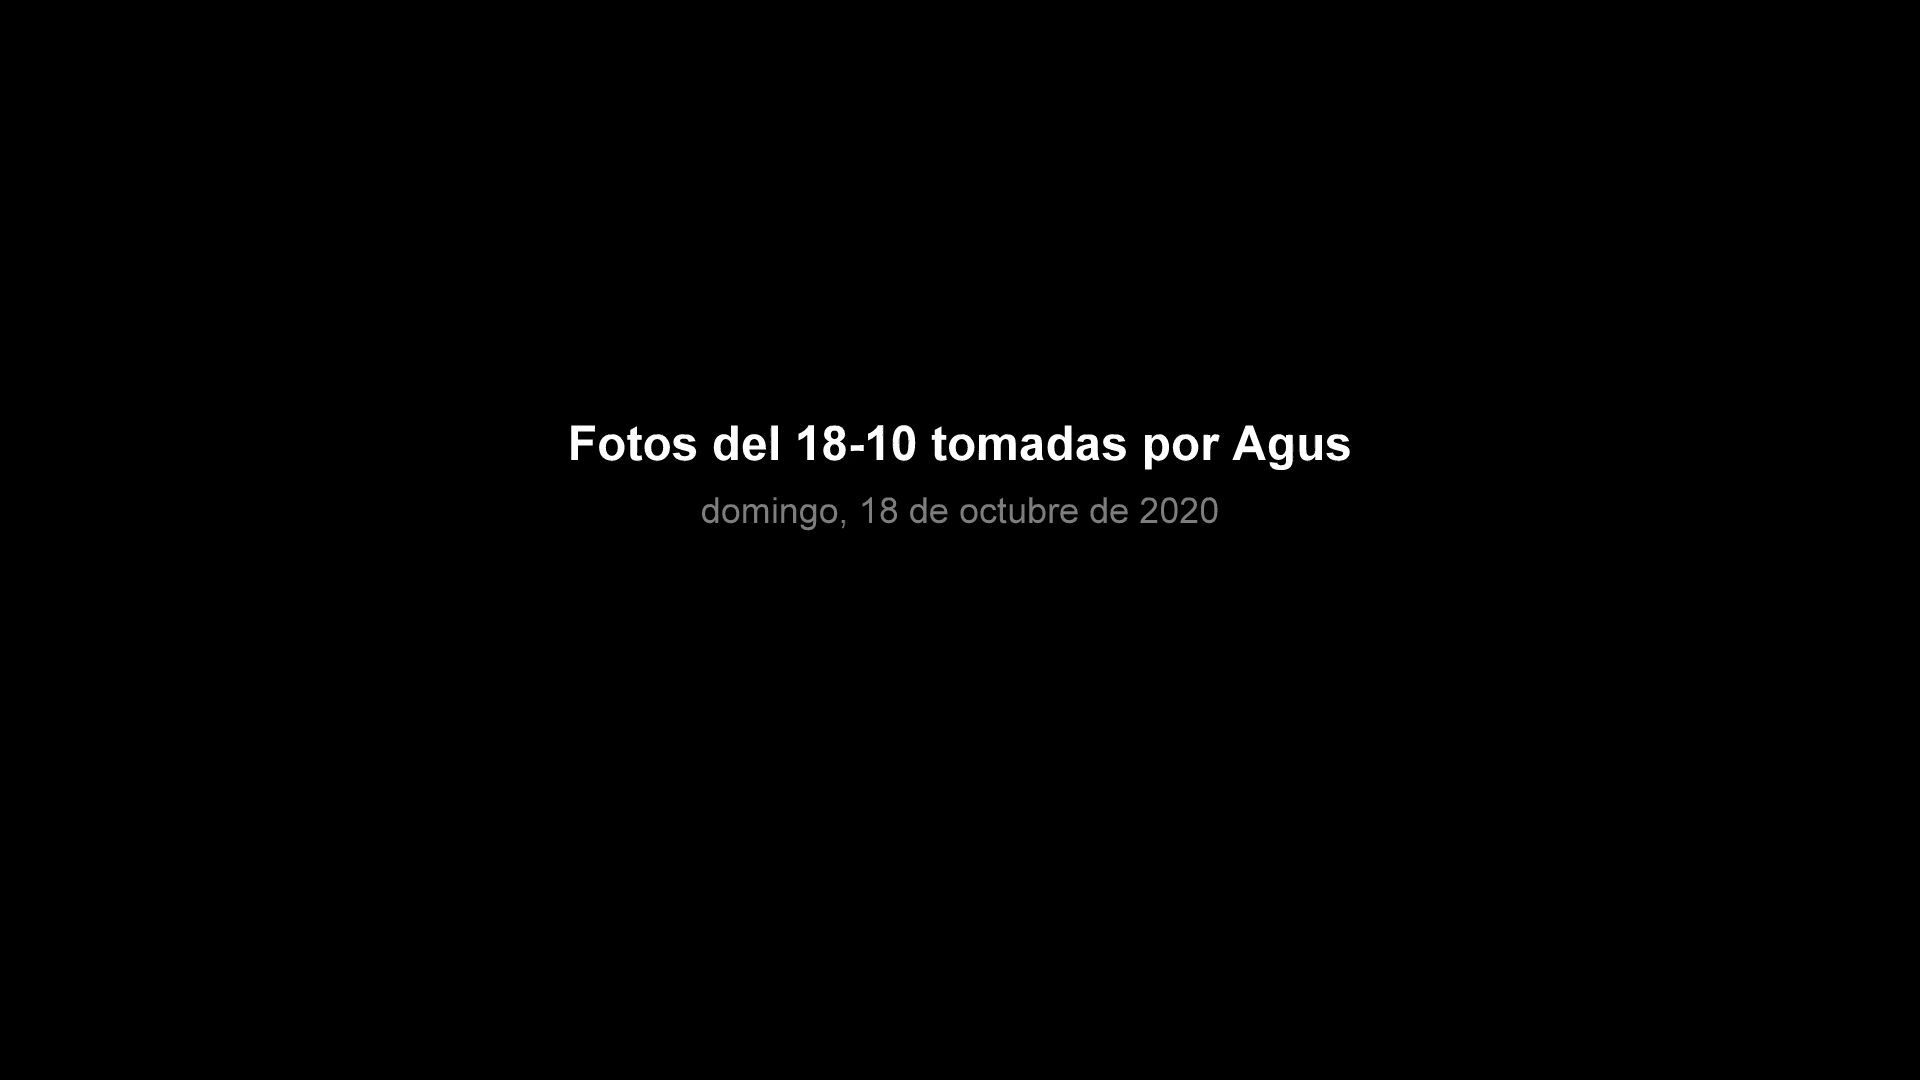 Fotos del 18-10 tomadas por Agus
domingo, 18 de octubre de 2020